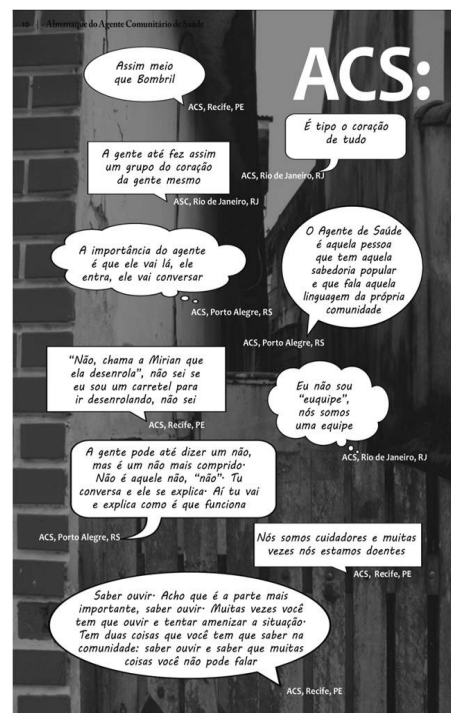 10 | Almanaque do Agente Comunitário de Saúde
ACS:
Assim meio
que Bombril
ACS, Recife, PE
É tipo o coração
de tudo
ACS, Rio de Janeiro, RJ
A gente até fez assim
um grupo do coração
da gente mesmo
ASC, Rio de Janeiro, RJ
O Agente de Saúde
é aquela pessoa
que tem aquela
sabedoria popular
e que fala aquela
linguagem da própria
comunidade
ACS, Porto Alegre, RS
A importância do agente
é que ele vai lá, ele
entra, ele vai conversar
ACS, Porto Alegre, RS
"Não, chama a Mirian que
ela desenrola", não sei se
eu sou um carretel para
ir desenrolando, não sei
ACS, Recife, PE
Eu não sou
"euquipe",
nós somos
uma equipe
ACS, Rio de Janeiro, RJ
A gente pode até dizer um não,
mas é um não mais comprido.
Não é aquele não, "não". Tu
conversa e ele se explica. Aí tu vai
e explica como é que funciona
ACS, Porto Alegre, RS
Nós somos cuidadores e muitas
vezes nós estamos doentes
ACS, Recife, PE
Saber ouvir. Acho que é a parte mais
importante, saber ouvir. Muitas vezes você
tem que ouvir e tentar amenizar a situação.
Tem duas coisas que você tem que saber na
comunidade: saber ouvir e saber que muitas
coisas você não pode falar
ACS, Recife, PE